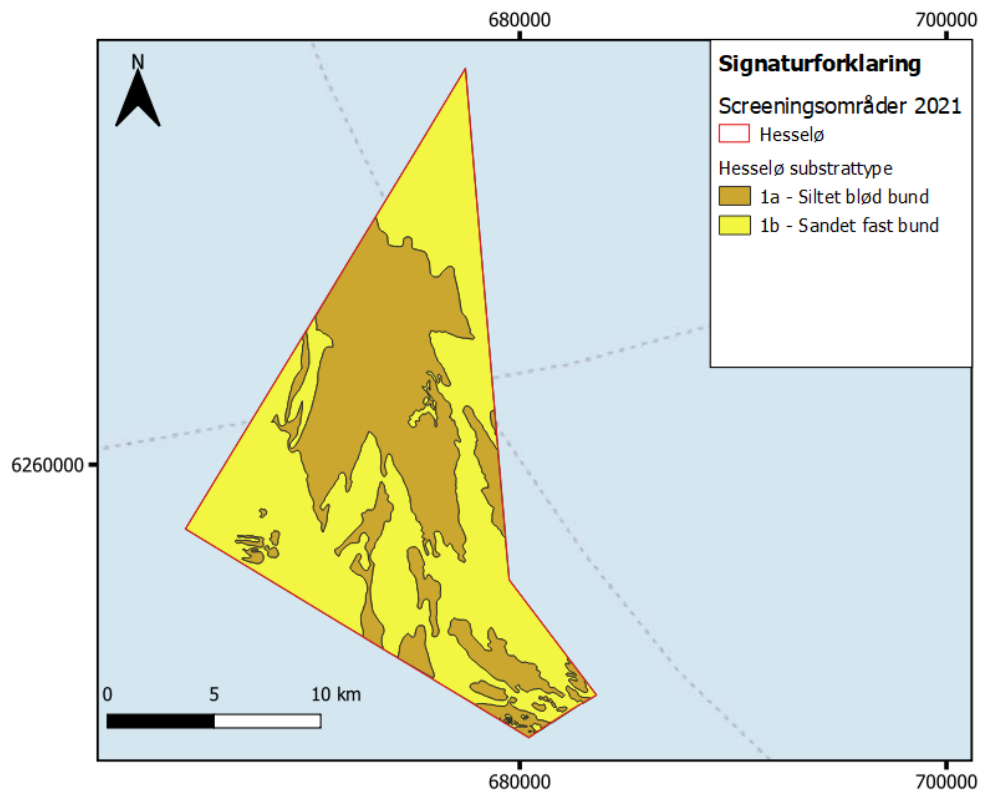 680000
700000
N
Signaturforklaring
Screeningsområder 2021
Hesselø
Hesselø substrattype
1a - Siltet blød bund
1b - Sandet fast bund
6260000
0 5 10 km
680000
700000